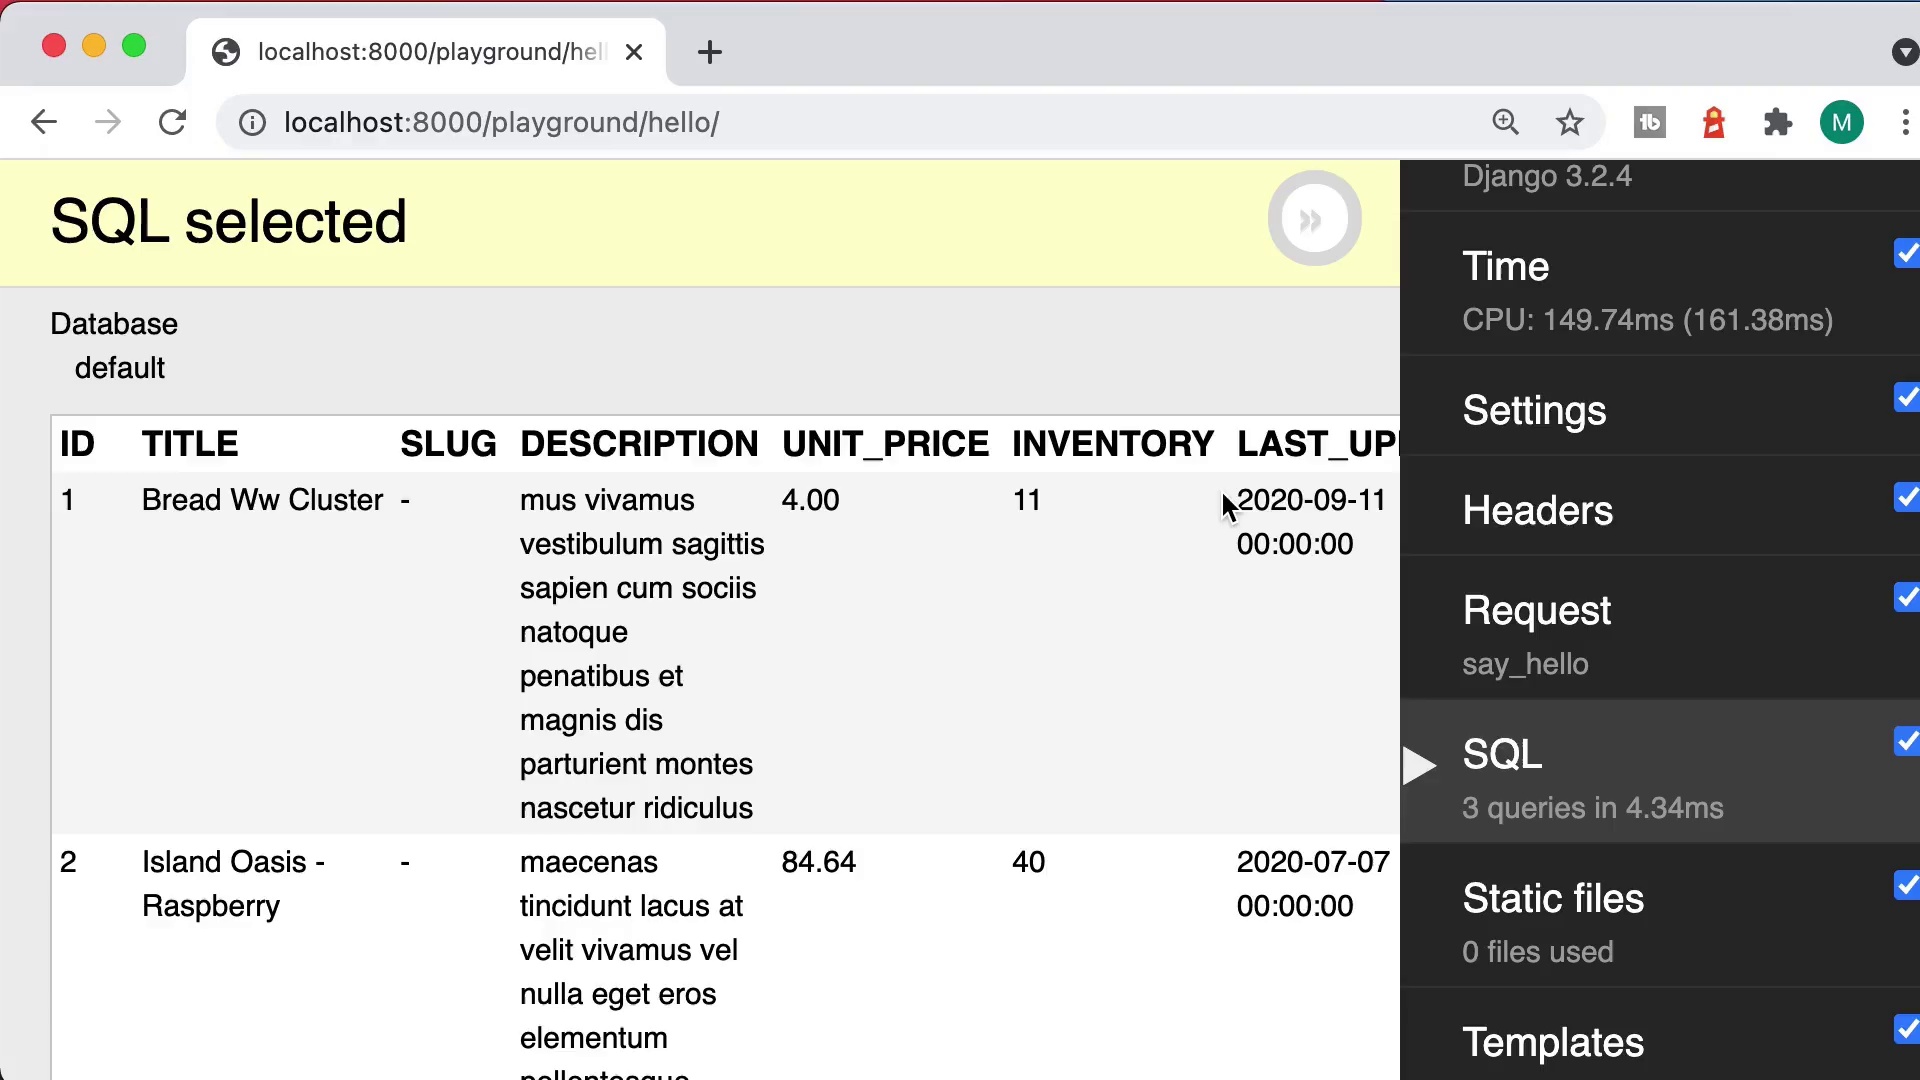 localhost:8000/playground/hell
localhost:8000/playground/hello/
M
SQL selected
»
Database
default
ID TITLE SLUG DESCRIPTION UNIT_PRICE INVENTORY LAST_UP
1 Bread Ww Cluster - mus vivamus 4.00 11 2020-09-11
vestibulum sagittis 00:00:00
sapien cum sociis
natoque
penatibus et
magnis dis
parturient montes
nascetur ridiculus
2 Island Oasis - - maecenas 84.64 40 2020-07-07
Raspberry tincidunt lacus at 00:00:00
velit vivamus vel
nulla eget eros
elementum
Django 3.2.4
Time
CPU: 149.74ms (161.38ms)
Settings
Headers
Request
say_hello
SQL
3 queries in 4.34ms
Static files
0 files used
Templates